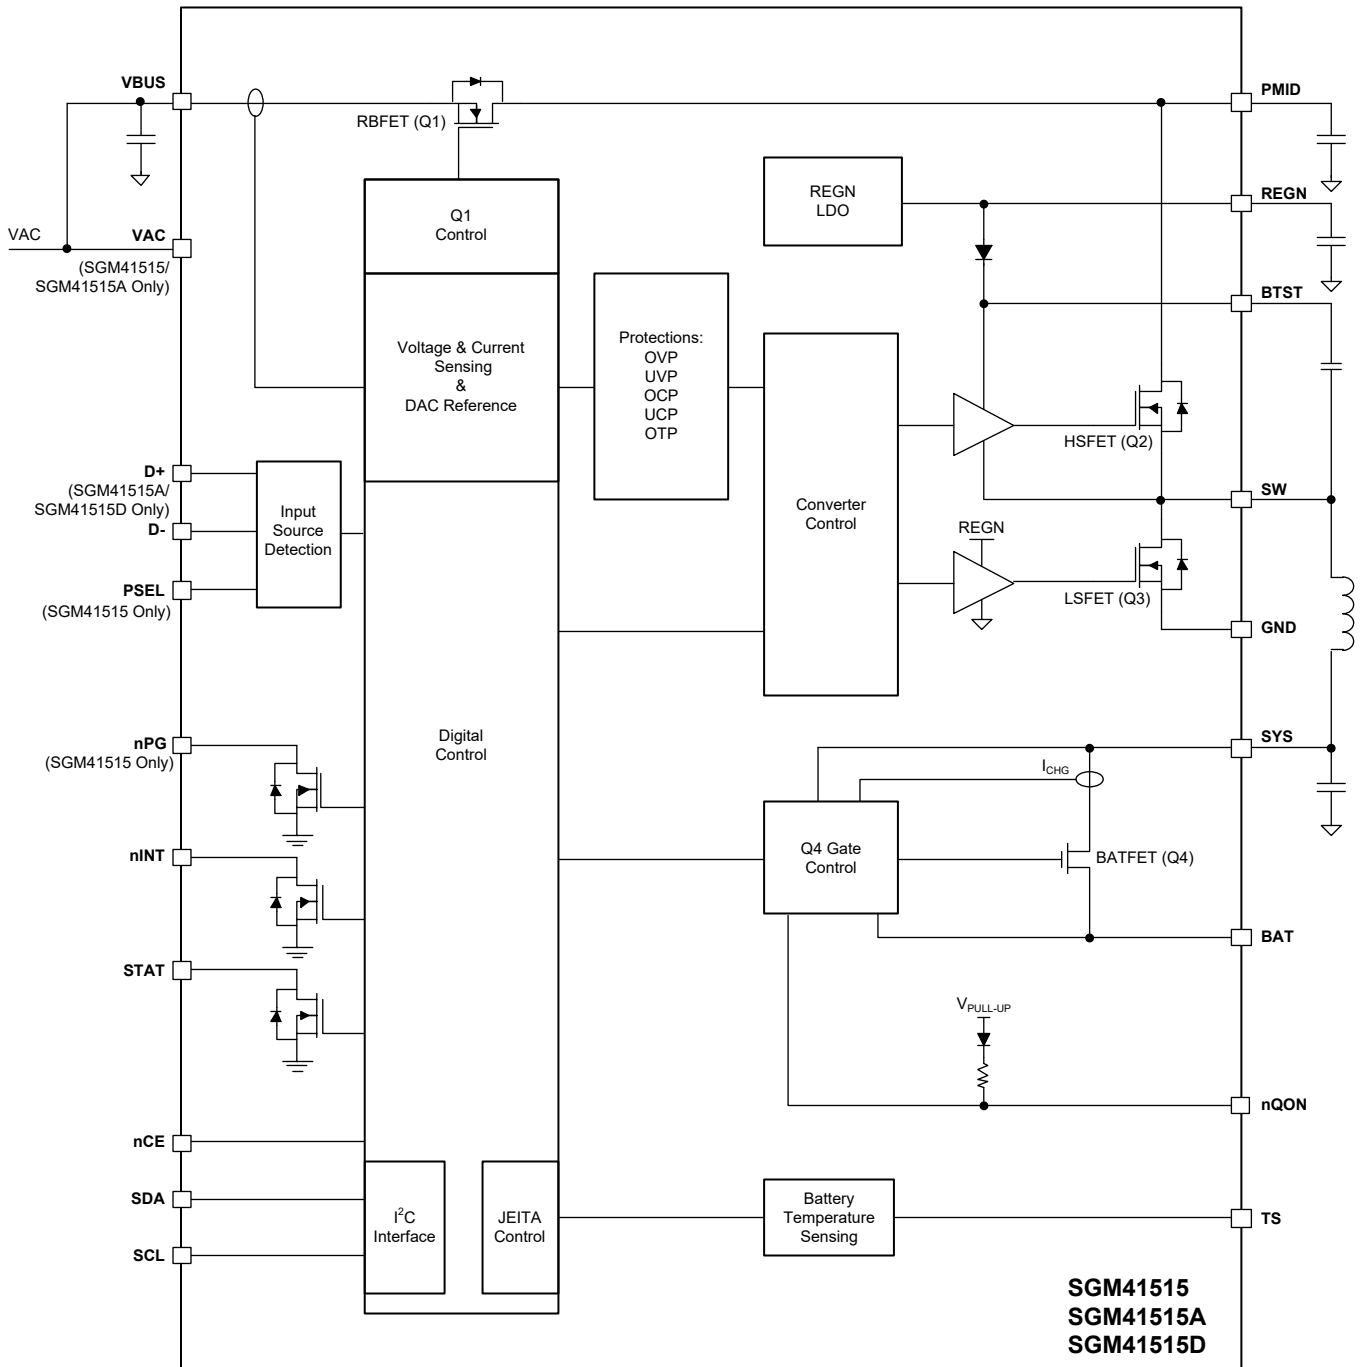 VBUS
PMID
RBFET (Q1)
REGN
LDO
REGN
Q1
Control
VAC
VAC
(SGM41515/
SGM41515A Only)
BTST
Voltage & Current
Sensing
&
DAC Reference
Protections:
OVP
UVP
OCP
UCP
OTP
HSFET (Q2)
D+
(SGM41515A/
SGM41515D Only)
D-
Input
Source
Detection
Converter
Control
SW
REGN
PSEL
(SGM41515 Only)
LSFET (Q3)
GND
nPG
(SGM41515 Only)
Digital
Control
SYS
ICHG
nINT
Q4 Gate
Control
BATFET (Q4)
BAT
STAT
VPULL-UP
nQON
nCE
SDA
SCL
I2C
Interface
JEITA
Control
Battery
Temperature
Sensing
TS
SGM41515
SGM41515A
SGM41515D